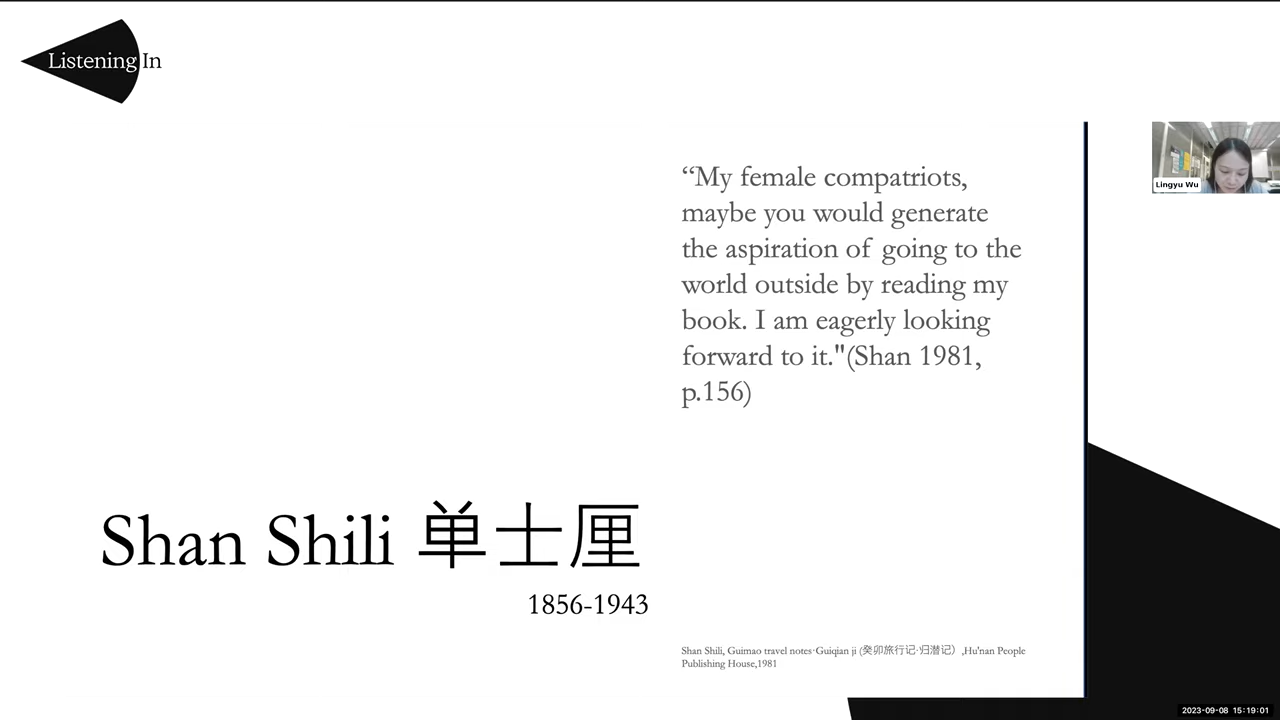 Listening In
“My female compatriots,
maybe you would generate
the aspiration of going to the
world outside by reading my
book. I am eagerly looking
forward to it."(Shan 1981,
p.156)
Lingyu Wu
Shan Shili 单士厘
1856-1943
Shan Shili, Guimao travel notes·Guiqian ji (癸卯旅行记·归潜记）,Hu'nan People
Publishing House,1981
2023-09-08 15:19:01